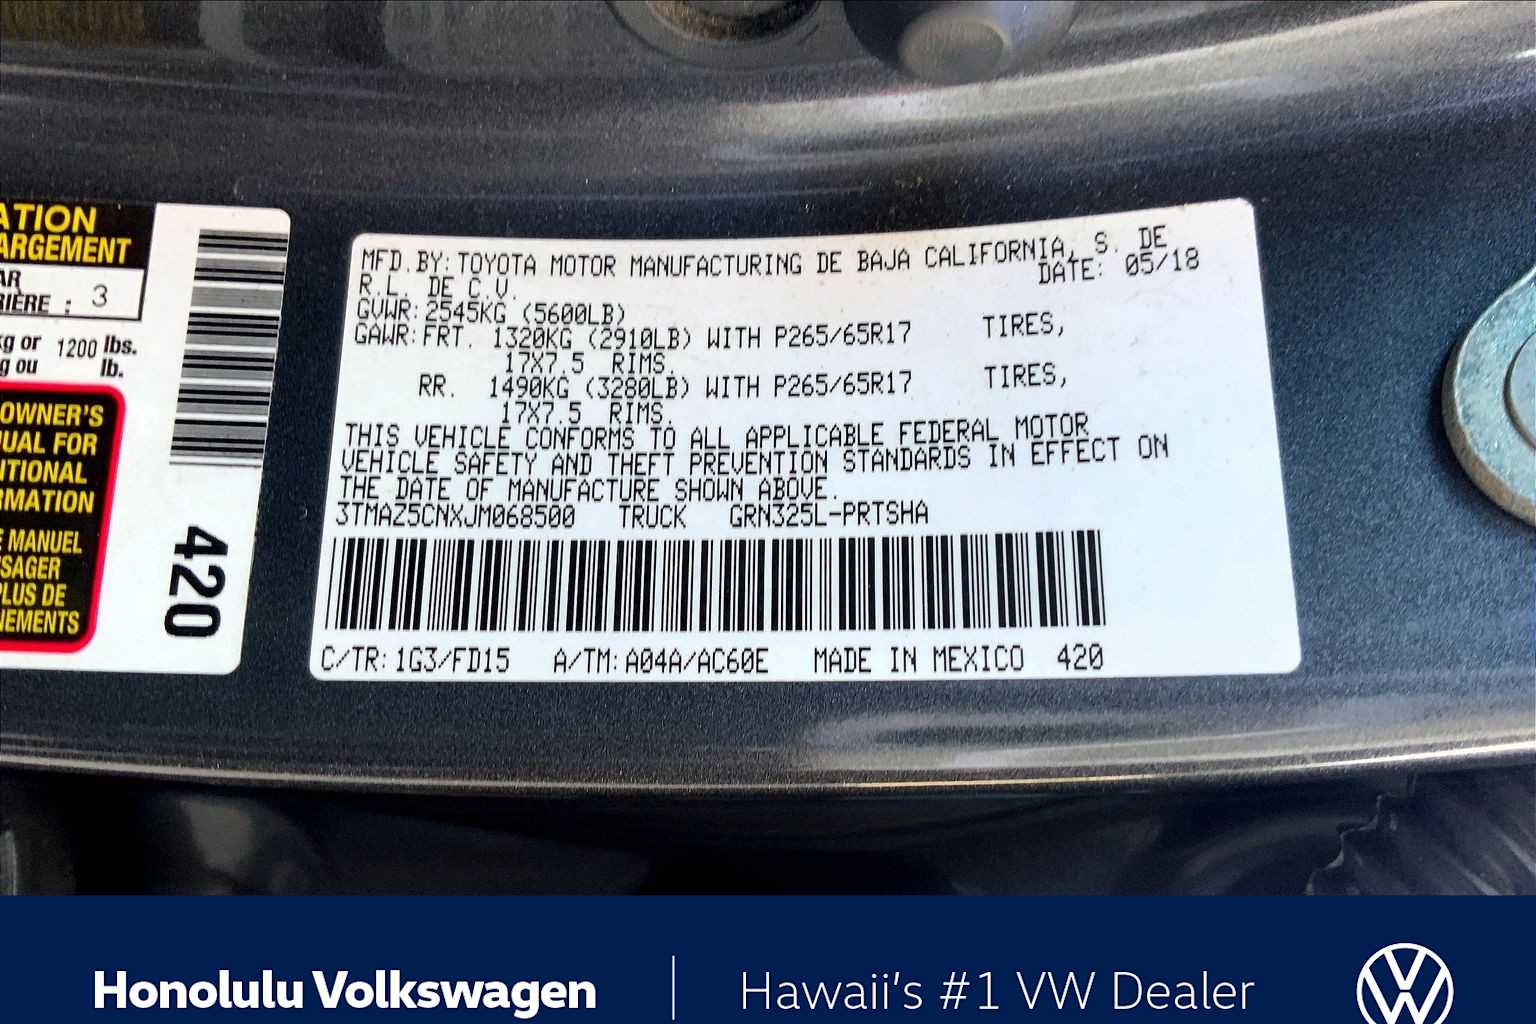 ATION
ARGEMENT
AR
RIÈRE : 3
kg or 1200 lbs.
g ou lb.
OWNER'S
UAL FOR
ITIONAL
RMATION
E MANUEL
SAGER
PLUS DE
NEMENTS
420
MFD.BY: TOYOTA MOTOR MANUFACTURING DE BAJA CALIFORNIA, S. DE
R.L. DE C.V. DATE: 05/18
GVWR: 2545KG (5600LB)
GAWR: FRT. 1320KG (2910LB) WITH P265/65R17 TIRES,
17X7.5 RIMS.
RR. 1490KG (3280LB) WITH P265/65R17 TIRES,
17X7.5 RIMS.
THIS VEHICLE CONFORMS TO ALL APPLICABLE FEDERAL MOTOR
VEHICLE SAFETY AND THEFT PREVENTION STANDARDS IN EFFECT ON
THE DATE OF MANUFACTURE SHOWN ABOVE.
3TMAZ5CNXJM068500 TRUCK GRN325L-PRTSHA
C/TR: 1G3/FD15 A/TM: A04A/AC60E MADE IN MEXICO 420
Honolulu Volkswagen | Hawaii's #1 VW Dealer